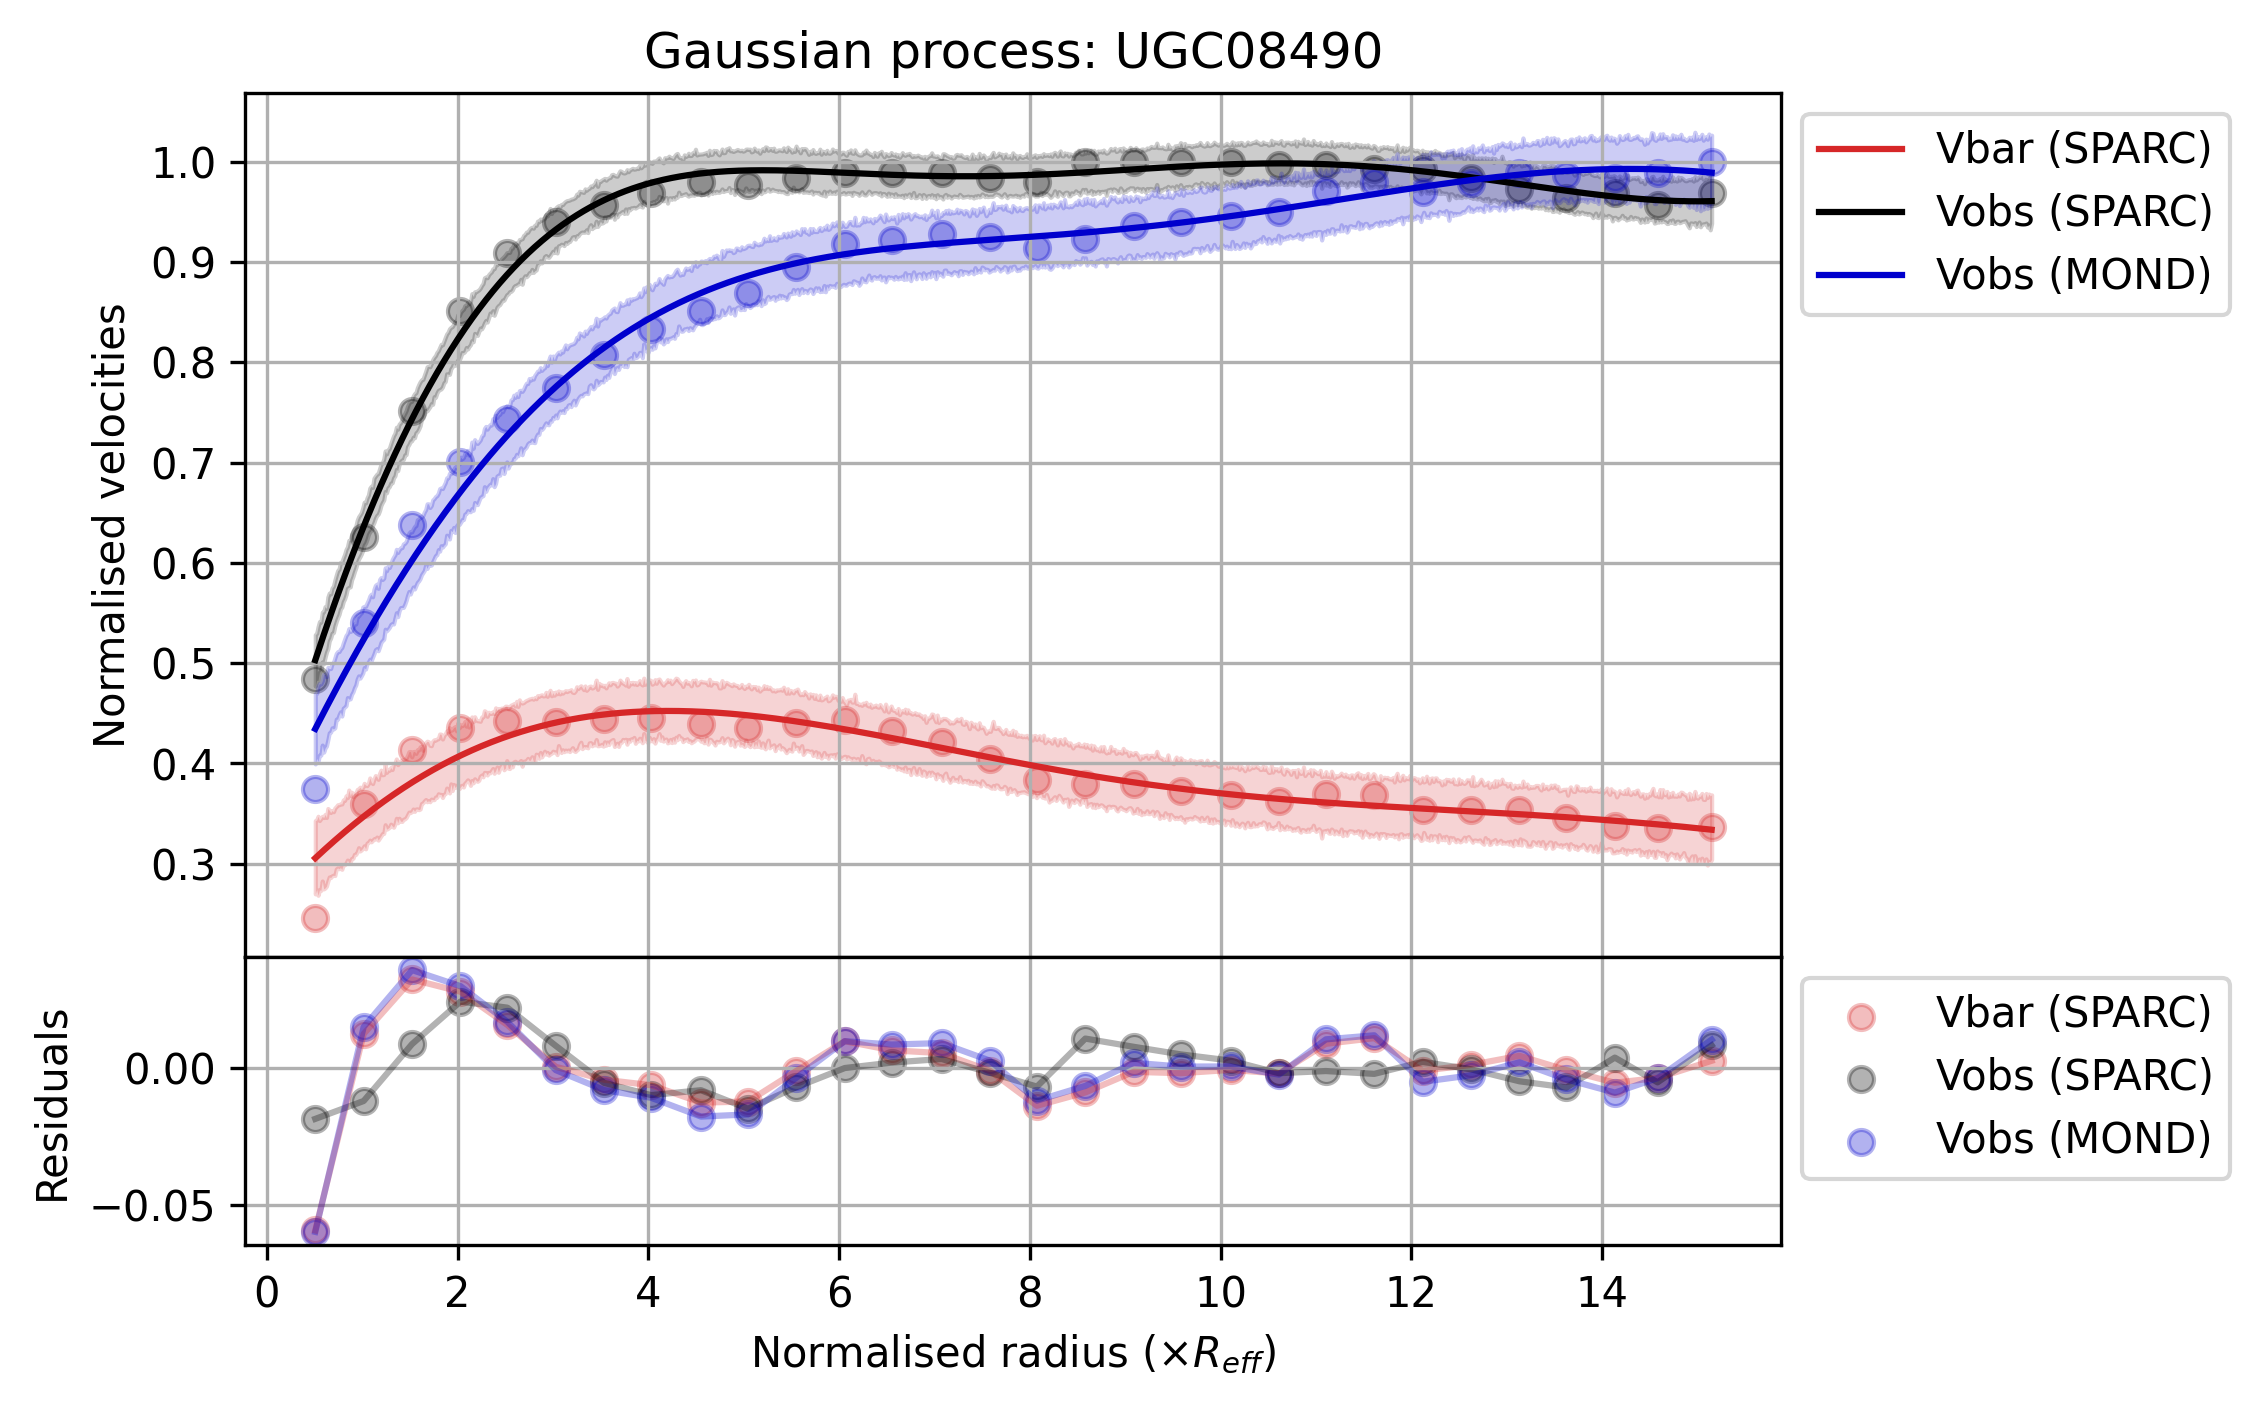 Gaussian process: UGC08490
Normalised velocities
1.0
0.9
0.8
0.7
0.6
0.5
0.4
0.3
Vbar (SPARC)
Vobs (SPARC)
Vobs (MOND)
Residuals
0.00
−0.05
Vbar (SPARC)
Vobs (SPARC)
Vobs (MOND)
0 2 4 6 8 10 12 14
Normalised radius (×R_eff)